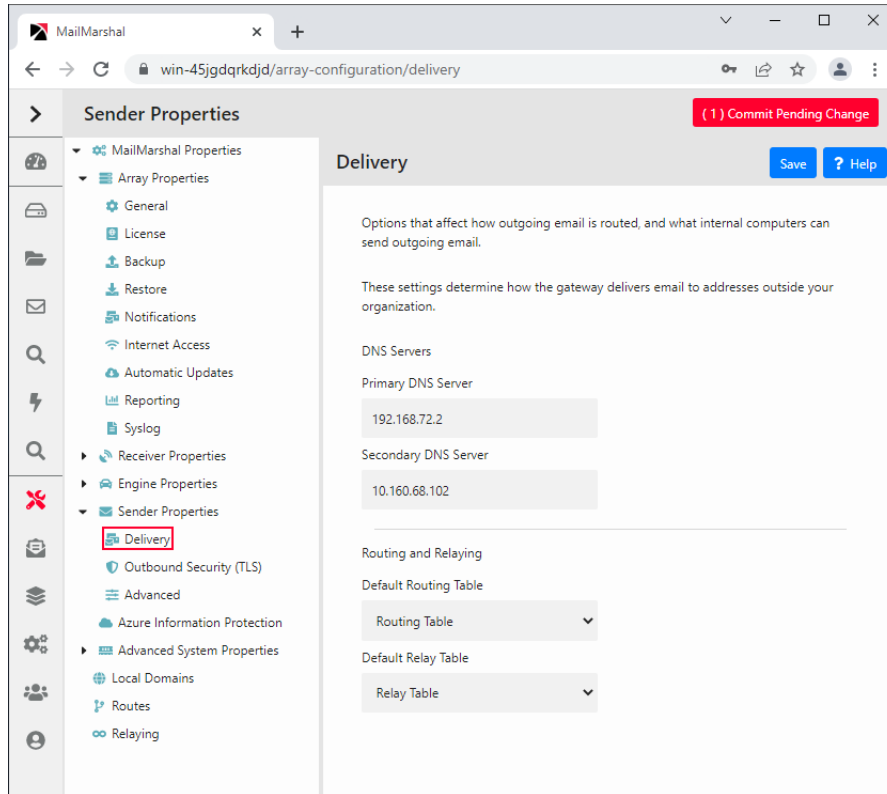 MailMarshal
win-45jgdqrkdjd/array-configuration/delivery
Sender Properties
( 1 ) Commit Pending Change
MailMarshal Properties
Array Properties
General
License
Backup
Restore
Notifications
Internet Access
Automatic Updates
Reporting
Syslog
Receiver Properties
Engine Properties
Sender Properties
Delivery
Outbound Security (TLS)
Advanced
Azure Information Protection
Advanced System Properties
Local Domains
Routes
Relaying
Delivery
Save
? Help
Options that affect how outgoing email is routed, and what internal computers can
send outgoing email.
These settings determine how the gateway delivers email to addresses outside your
organization.
DNS Servers
Primary DNS Server
192.168.72.2
Secondary DNS Server
10.160.68.102
Routing and Relaying
Default Routing Table
Routing Table
Default Relay Table
Relay Table